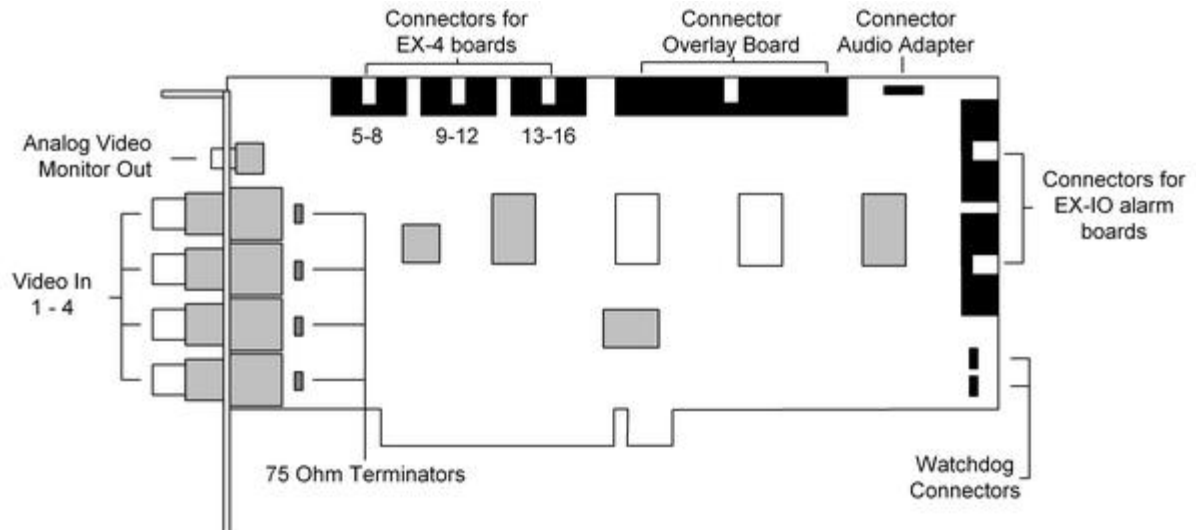 Connectors for
EX-4 boards
Connector
Overlay Board
Connector
Audio Adapter
5-8
9-12
13-16
Analog Video
Monitor Out
Connectors for
EX-IO alarm
boards
Video In
1 - 4
75 Ohm Terminators
Watchdog
Connectors